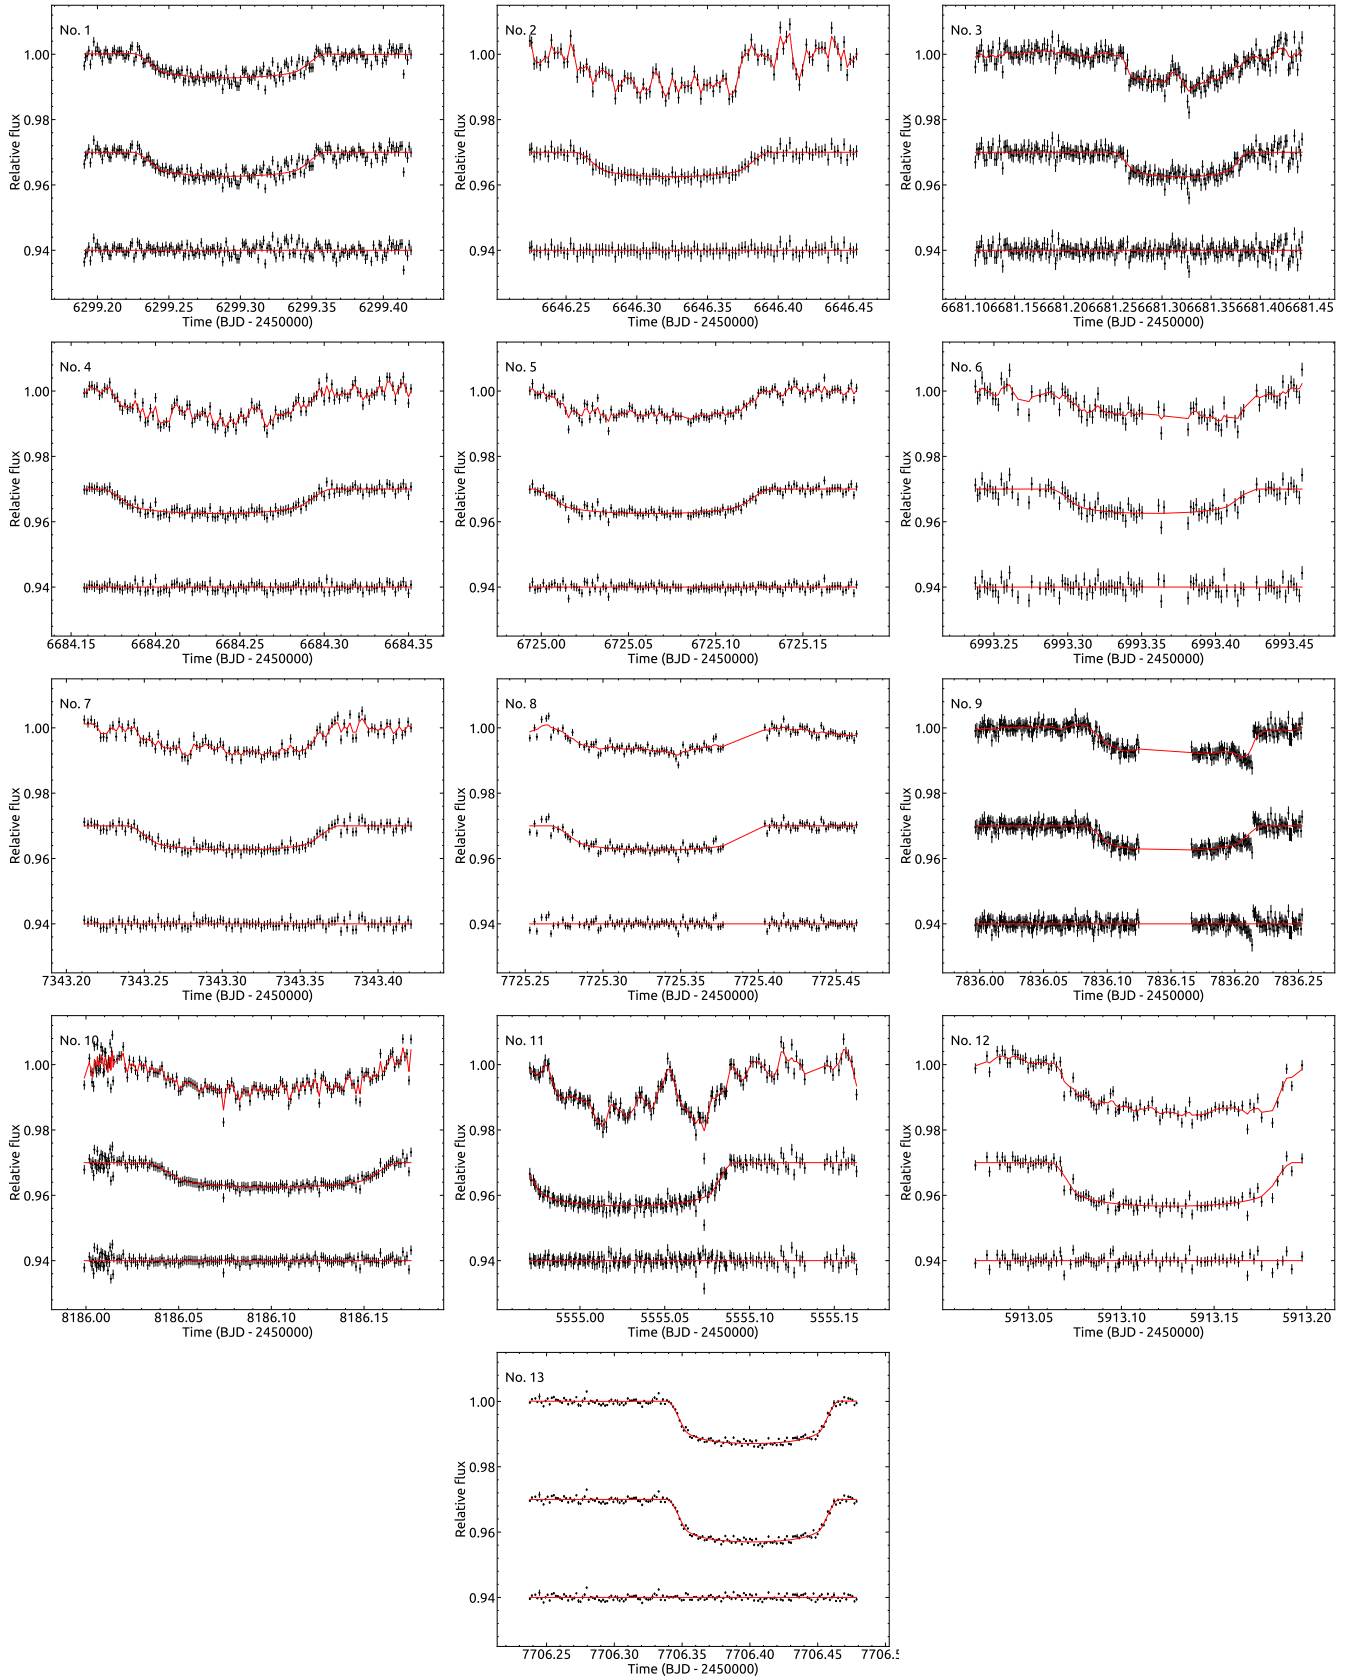 No. 1
1.00
0.98
0.96
0.94
Relative flux
6299.20 6299.25 6299.30 6299.35 6299.40
Time (BJD - 2450000)
No. 2
1.00
0.98
0.96
0.94
Relative flux
6646.25 6646.30 6646.35 6646.40 6646.45
Time (BJD - 2450000)
No. 3
1.00
0.98
0.96
0.94
Relative flux
6681.10 6681.15 6681.20 6681.25 6681.30 6681.35 6681.40 6681.45
Time (BJD - 2450000)
No. 4
1.00
0.98
0.96
0.94
Relative flux
6684.15 6684.20 6684.25 6684.30 6684.35
Time (BJD - 2450000)
No. 5
1.00
0.98
0.96
0.94
Relative flux
6725.00 6725.05 6725.10 6725.15
Time (BJD - 2450000)
No. 6
1.00
0.98
0.96
0.94
Relative flux
6993.25 6993.30 6993.35 6993.40 6993.45
Time (BJD - 2450000)
No. 7
1.00
0.98
0.96
0.94
Relative flux
7343.20 7343.25 7343.30 7343.35 7343.40
Time (BJD - 2450000)
No. 8
1.00
0.98
0.96
0.94
Relative flux
7725.25 7725.30 7725.35 7725.40 7725.45
Time (BJD - 2450000)
No. 9
1.00
0.98
0.96
0.94
Relative flux
7836.00 7836.05 7836.10 7836.15 7836.20 7836.25
Time (BJD - 2450000)
No. 10
1.00
0.98
0.96
0.94
Relative flux
8186.00 8186.05 8186.10 8186.15
Time (BJD - 2450000)
No. 11
1.00
0.98
0.96
0.94
Relative flux
5555.00 5555.05 5555.10 5555.15
Time (BJD - 2450000)
No. 12
1.00
0.98
0.96
0.94
Relative flux
5913.05 5913.10 5913.15 5913.20
Time (BJD - 2450000)
No. 13
1.00
0.98
0.96
0.94
Relative flux
7706.25 7706.30 7706.35 7706.40 7706.45
Time (BJD - 2450000)